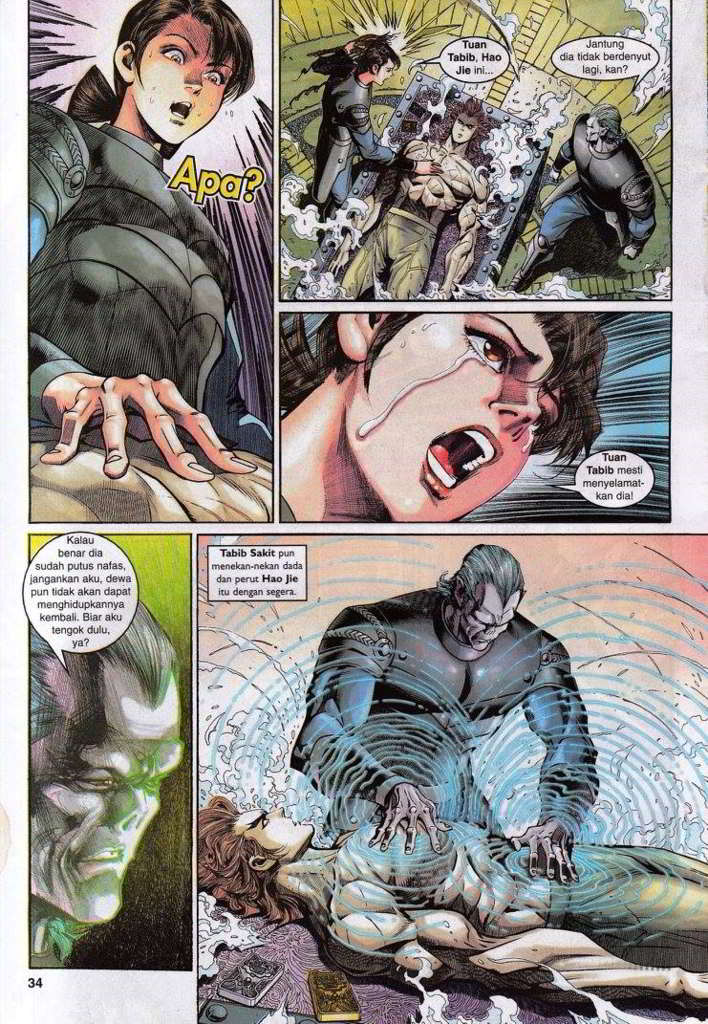 Apa?
Tuan
Tabib, Hao
Jie ini...
Jantung
dia tidak berdenyut
lagi, kan?
Tuan
Tabib mesti
menyelamat-
kan dia!
Kalau
benar dia
sudah putus nafas,
jangankan aku, dewa
pun tidak akan dapat
menghidupkannya
kembali. Biar aku
tengok dulu,
ya?
Tabib Sakit pun
menekan-nekan dada
dan perut Hao Jie
itu dengan segera.
34